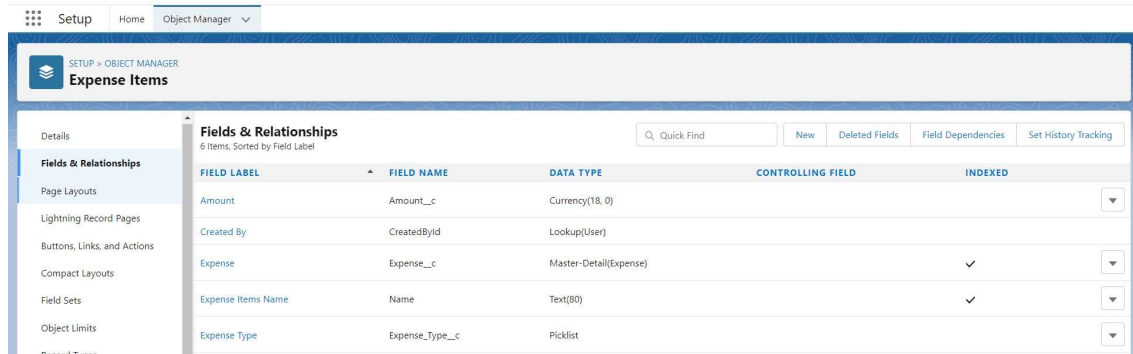 Setup Home Object Manager
SETUP > OBJECT MANAGER
Expense Items
Details
Fields & Relationships
Page Layouts
Lightning Record Pages
Buttons, Links, and Actions
Compact Layouts
Field Sets
Object Limits
Fields & Relationships
6 Items, Sorted by Field Label
Quick Find New Deleted Fields Field Dependencies Set History Tracking
FIELD LABEL FIELD NAME DATA TYPE CONTROLLING FIELD INDEXED
Amount Amount__c Currency(18, 0)
Created By CreatedById Lookup(User)
Expense Expense__c Master-Detail(Expense)
Expense Items Name Name Text(80)
Expense Type Expense_Type__c Picklist